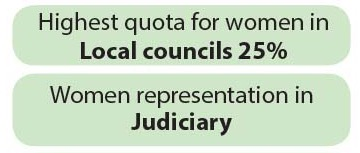 Highest quota for women in
Local councils 25%
Women representation in
Judiciary